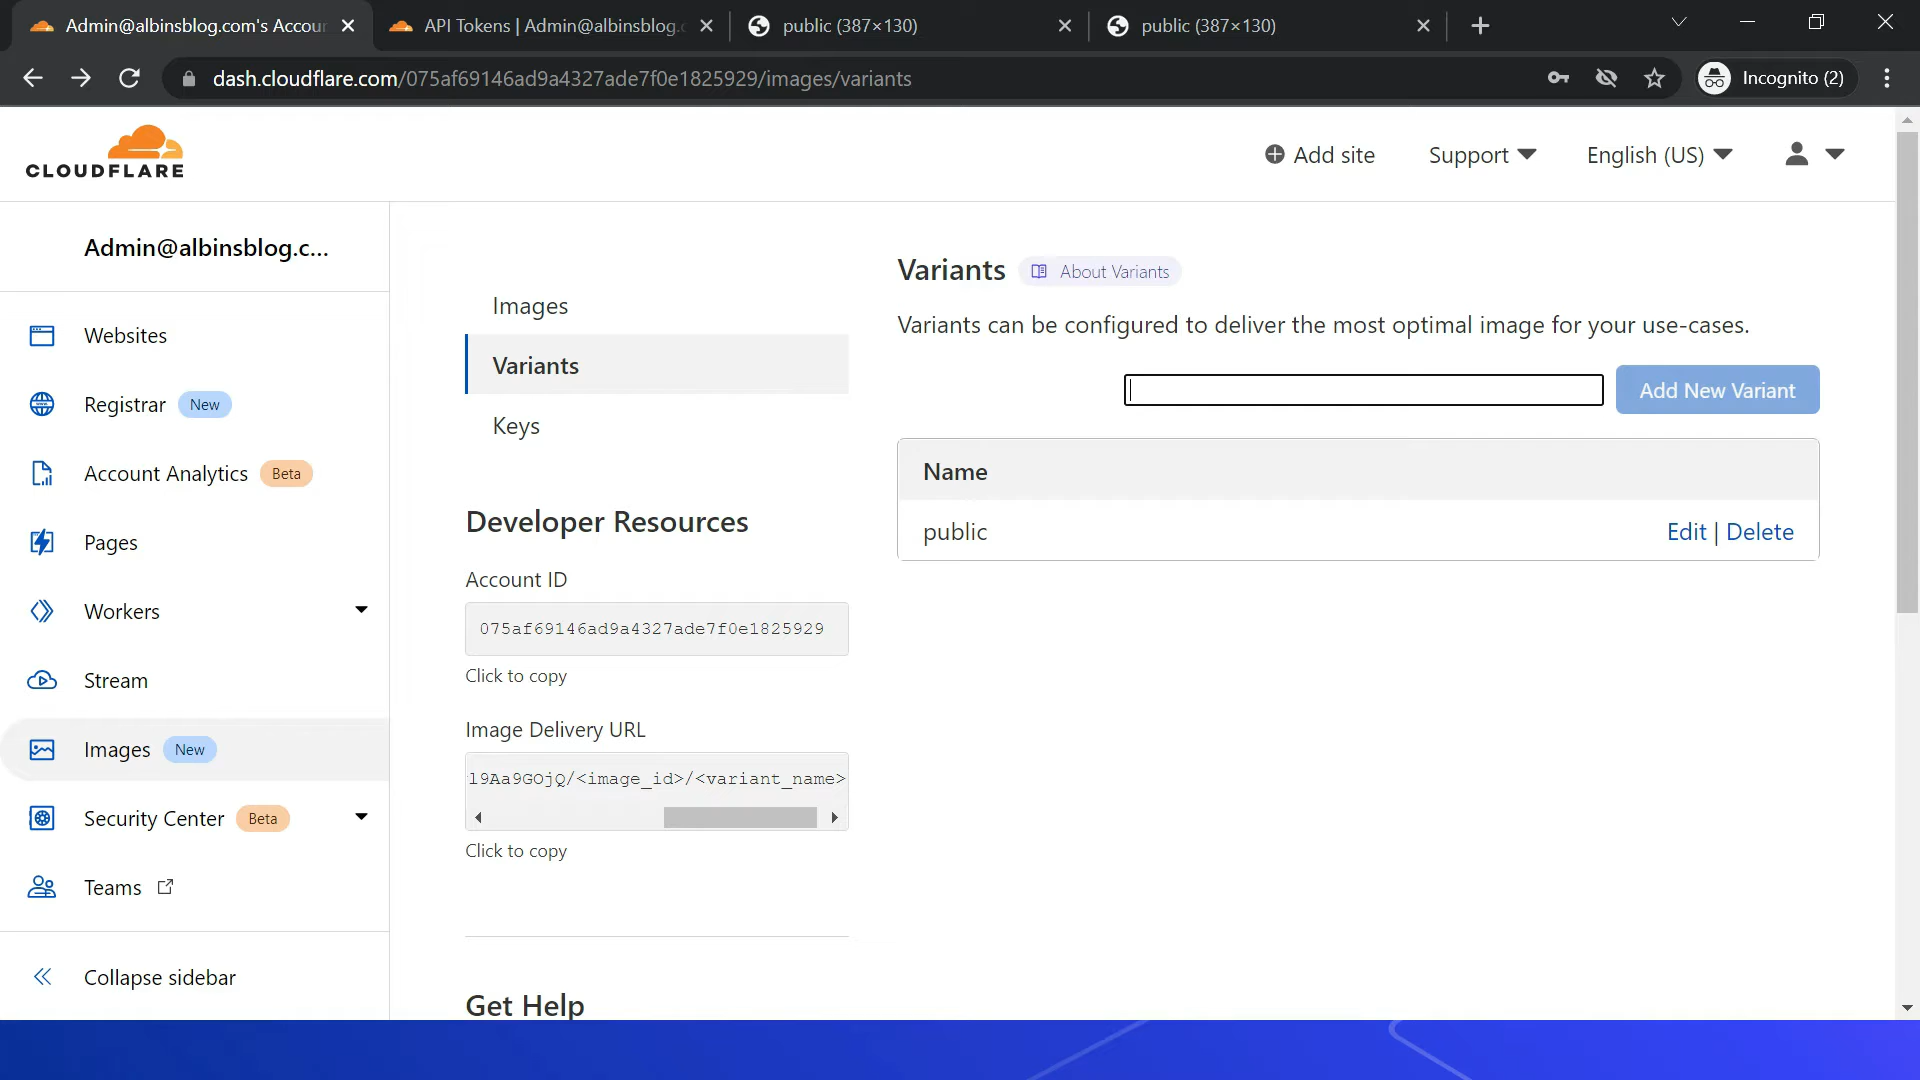 Admin@albinsblog.com's Accou
API Tokens | Admin@albinsblog.
public (387×130)
public (387×130)
dash.cloudflare.com/075af69146ad9a4327ade7f0e1825929/images/variants
Incognito (2)
CLOUDFLARE
Add site
Support
English (US)
Admin@albinsblog.c...
Websites
Registrar New
Account Analytics Beta
Pages
Workers
Stream
Images New
Security Center Beta
Teams
Collapse sidebar
Images
Variants
Keys
Developer Resources
Account ID
075af69146ad9a4327ade7f0e1825929
Click to copy
Image Delivery URL
l9Aa9GOjQ/<image_id>/<variant_name>
Click to copy
Get Help
Variants About Variants
Variants can be configured to deliver the most optimal image for your use-cases.
Add New Variant
Name
public Edit | Delete